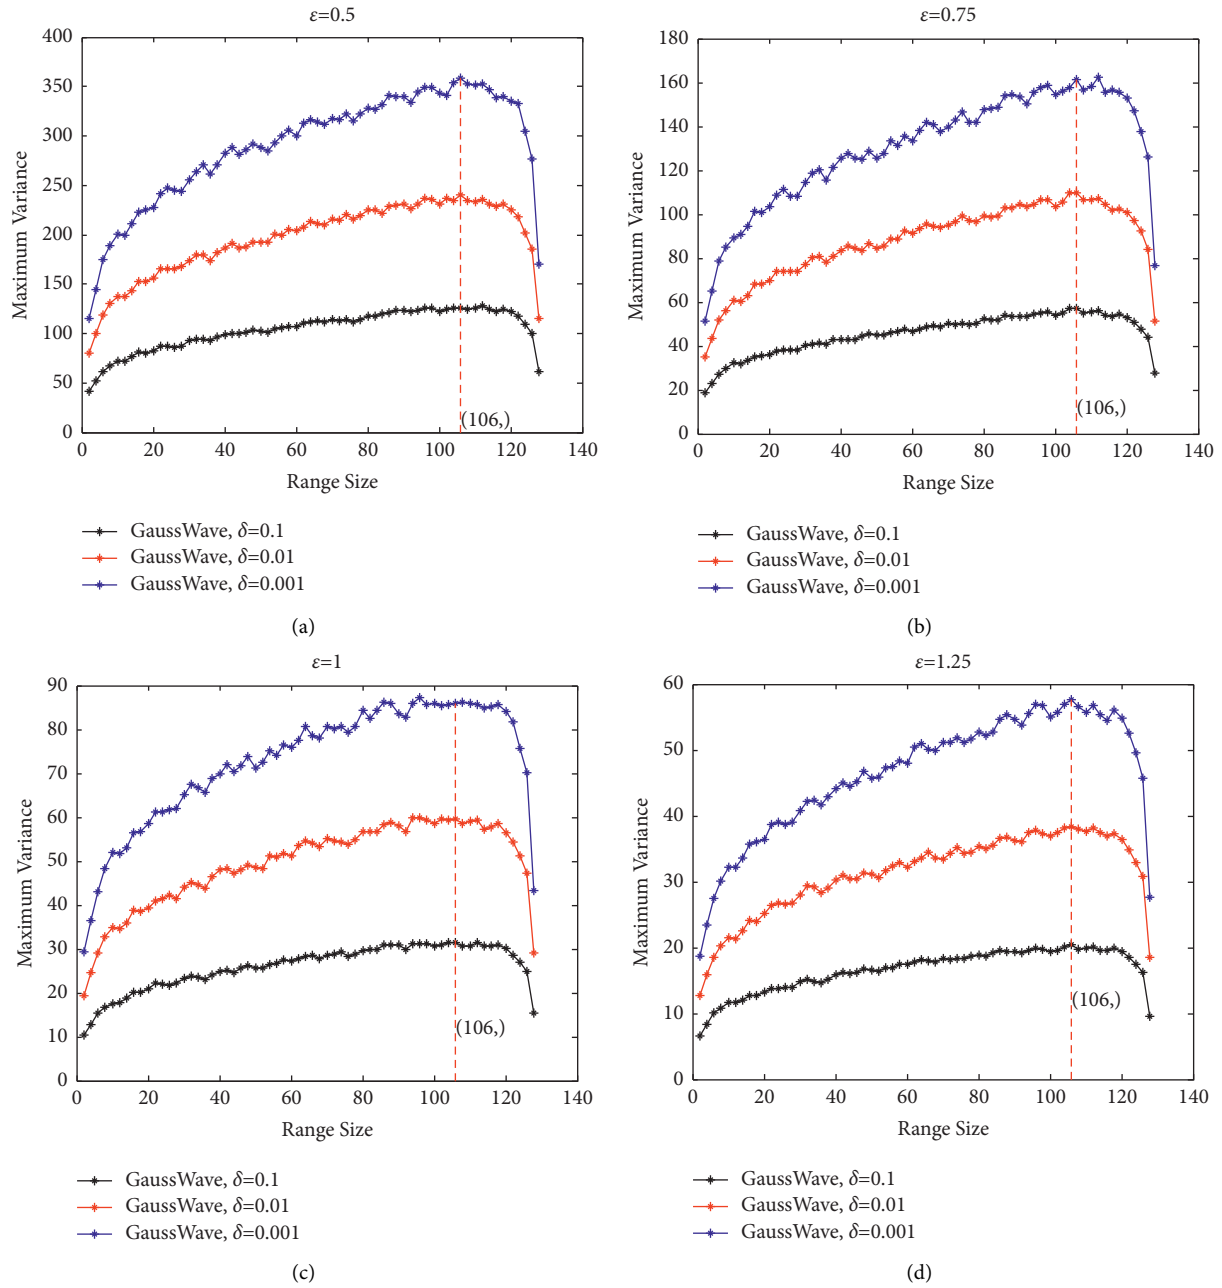 ε=0.5
400
350
300
250
200
150
100
50
0
Maximum Variance
(106,)
0 20 40 60 80 100 120 140
Range Size
GaussWave, δ=0.1
GaussWave, δ=0.01
GaussWave, δ=0.001
(a)
ε=0.75
180
160
140
120
100
80
60
40
20
0
Maximum Variance
(106,)
0 20 40 60 80 100 120 140
Range Size
GaussWave, δ=0.1
GaussWave, δ=0.01
GaussWave, δ=0.001
(b)
ε=1
90
80
70
60
50
40
30
20
10
0
Maximum Variance
(106,)
0 20 40 60 80 100 120 140
Range Size
GaussWave, δ=0.1
GaussWave, δ=0.01
GaussWave, δ=0.001
(c)
ε=1.25
60
50
40
30
20
10
0
Maximum Variance
(106,)
0 20 40 60 80 100 120 140
Range Size
GaussWave, δ=0.1
GaussWave, δ=0.01
GaussWave, δ=0.001
(d)